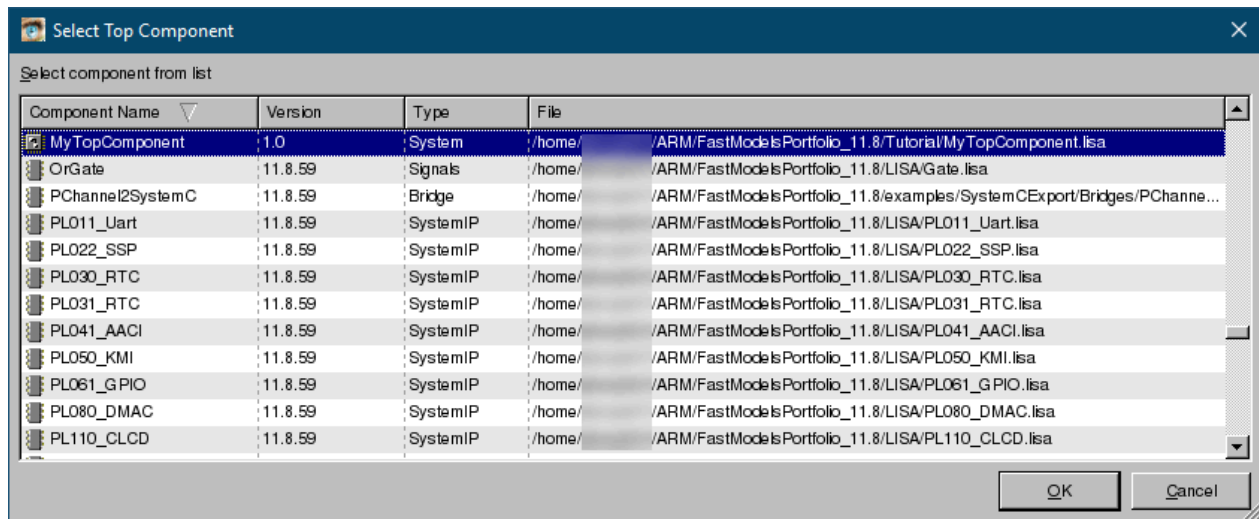 Select Top Component
Select component from list
Component Name Version Type File
MyTopComponent 1.0 System /home/ /ARM/FastModelsPortfolio_11.8/Tutorial/MyTopComponent.lisa
OrGate 11.8.59 Signals /home/ /ARM/FastModelsPortfolio_11.8/LISA/Gate.lisa
PChannel2SystemC 11.8.59 Bridge /home/ /ARM/FastModelsPortfolio_11.8/examples/SystemCExport/Bridges/PChanne...
PL011_Uart 11.8.59 SystemIP /home/ /ARM/FastModelsPortfolio_11.8/LISA/PL011_Uart.lisa
PL022_SSP 11.8.59 SystemIP /home/ /ARM/FastModelsPortfolio_11.8/LISA/PL022_SSP.lisa
PL030_RTC 11.8.59 SystemIP /home/ /ARM/FastModelsPortfolio_11.8/LISA/PL030_RTC.lisa
PL031_RTC 11.8.59 SystemIP /home/ /ARM/FastModelsPortfolio_11.8/LISA/PL031_RTC.lisa
PL041_AACI 11.8.59 SystemIP /home/ /ARM/FastModelsPortfolio_11.8/LISA/PL041_AACI.lisa
PL050_KMI 11.8.59 SystemIP /home/ /ARM/FastModelsPortfolio_11.8/LISA/PL050_KMI.lisa
PL061_GPIO 11.8.59 SystemIP /home/ /ARM/FastModelsPortfolio_11.8/LISA/PL061_GPIO.lisa
PL080_DMAC 11.8.59 SystemIP /home/ /ARM/FastModelsPortfolio_11.8/LISA/PL080_DMAC.lisa
PL110_CLCD 11.8.59 SystemIP /home/ /ARM/FastModelsPortfolio_11.8/LISA/PL110_CLCD.lisa
OK Cancel